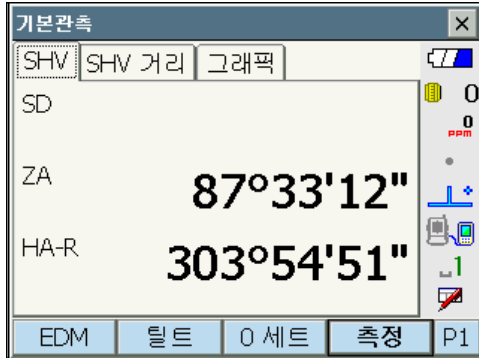 기본관측
SHV SHV 거리 그래픽
SD
0
0
ppm
ZA 87°33'12"
HA-R 303°54'51"
1
EDM 틸트 0 세트 측정 P1